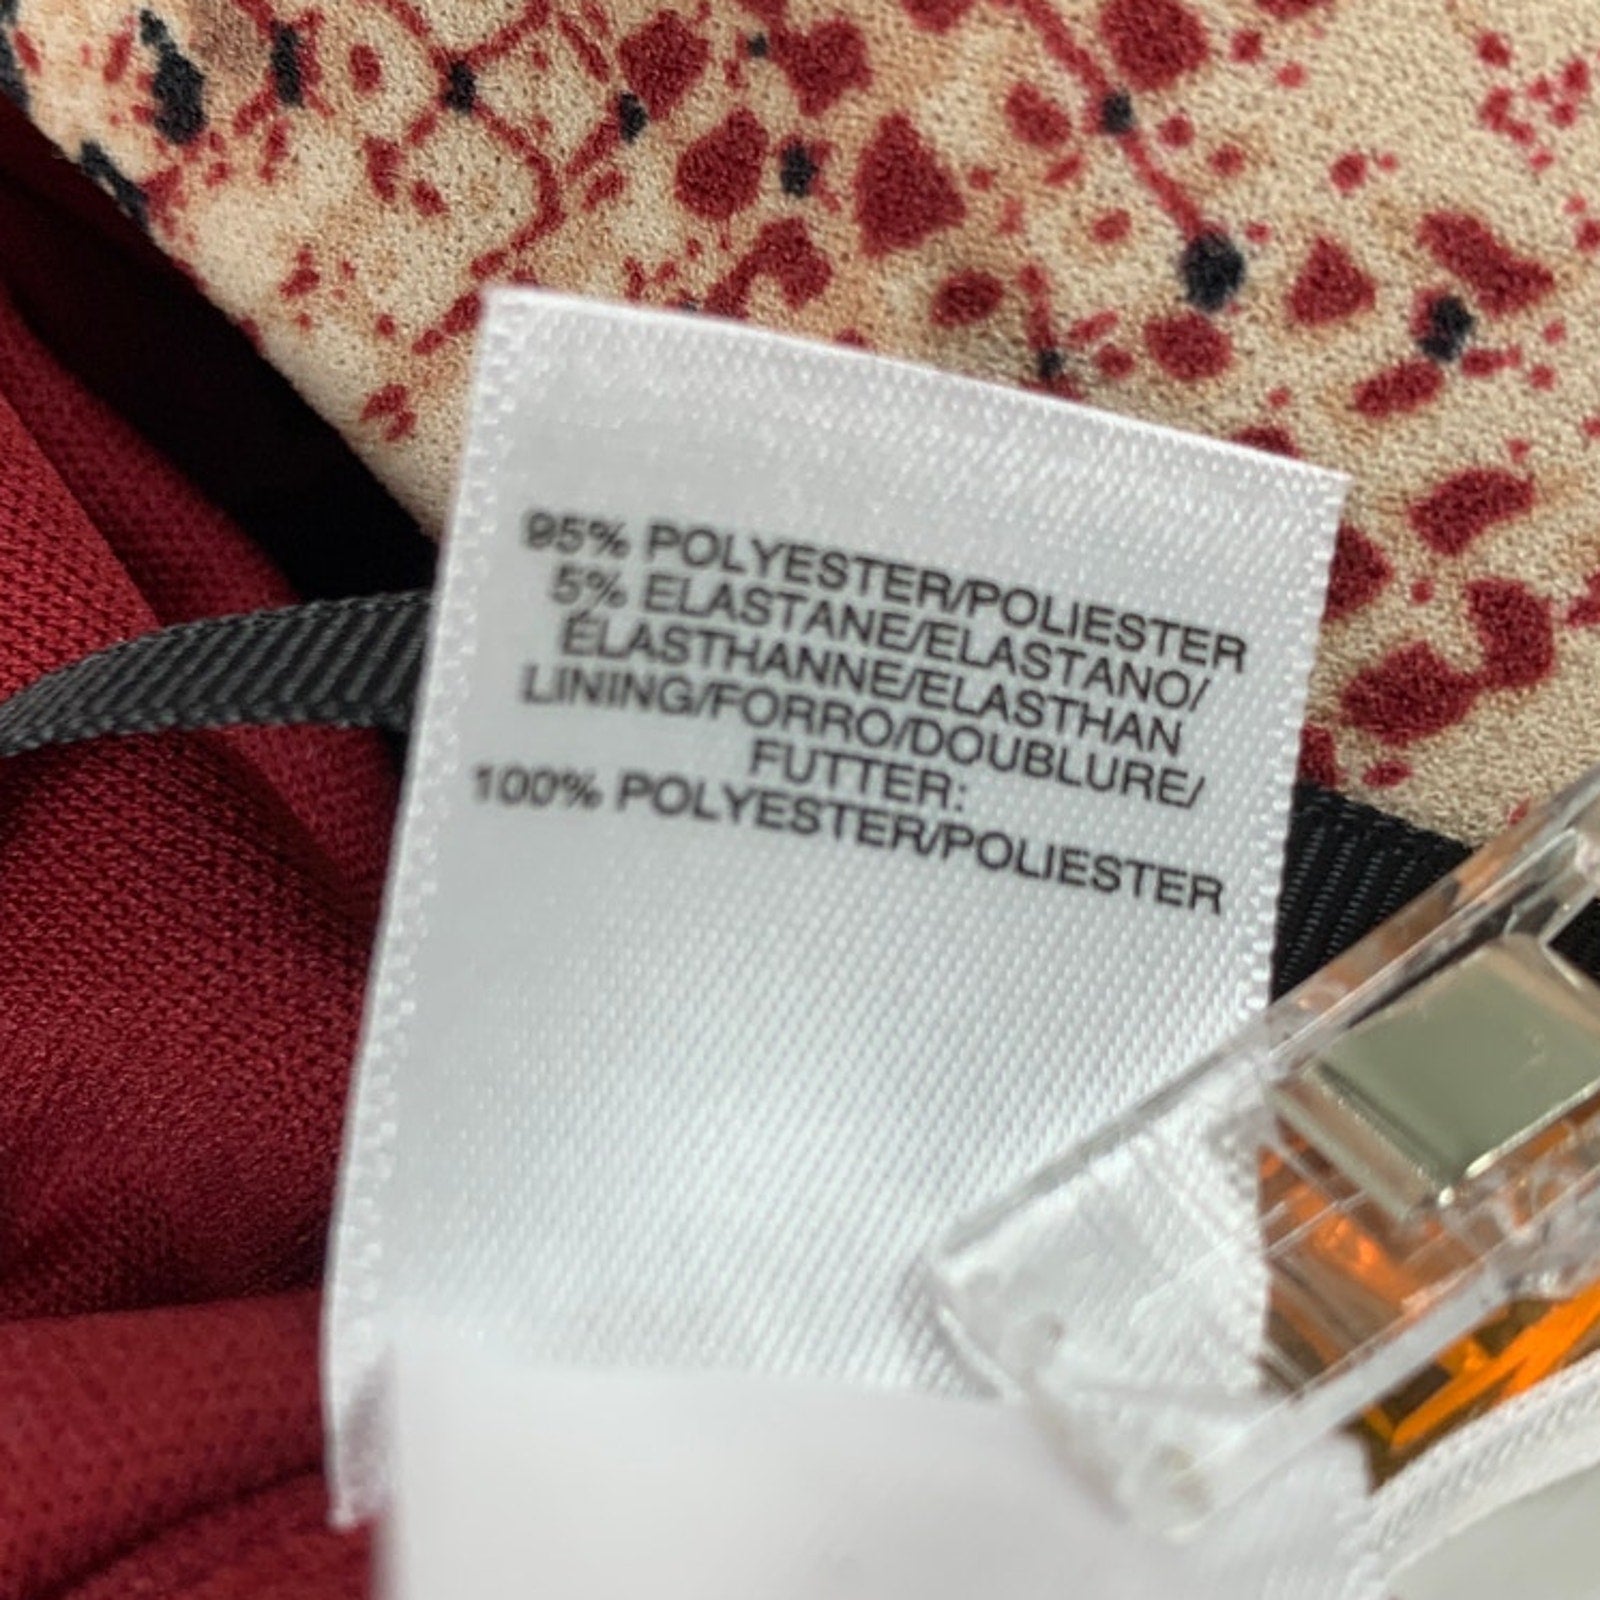 95% POLYESTER/POLIESTER
5% ELASTANE/ELASTANO/
ÉLASTHANNE/ELASTHAN
LINING/FORRO/DOUBLURE/
FUTTER:
100% POLYESTER/POLIESTER